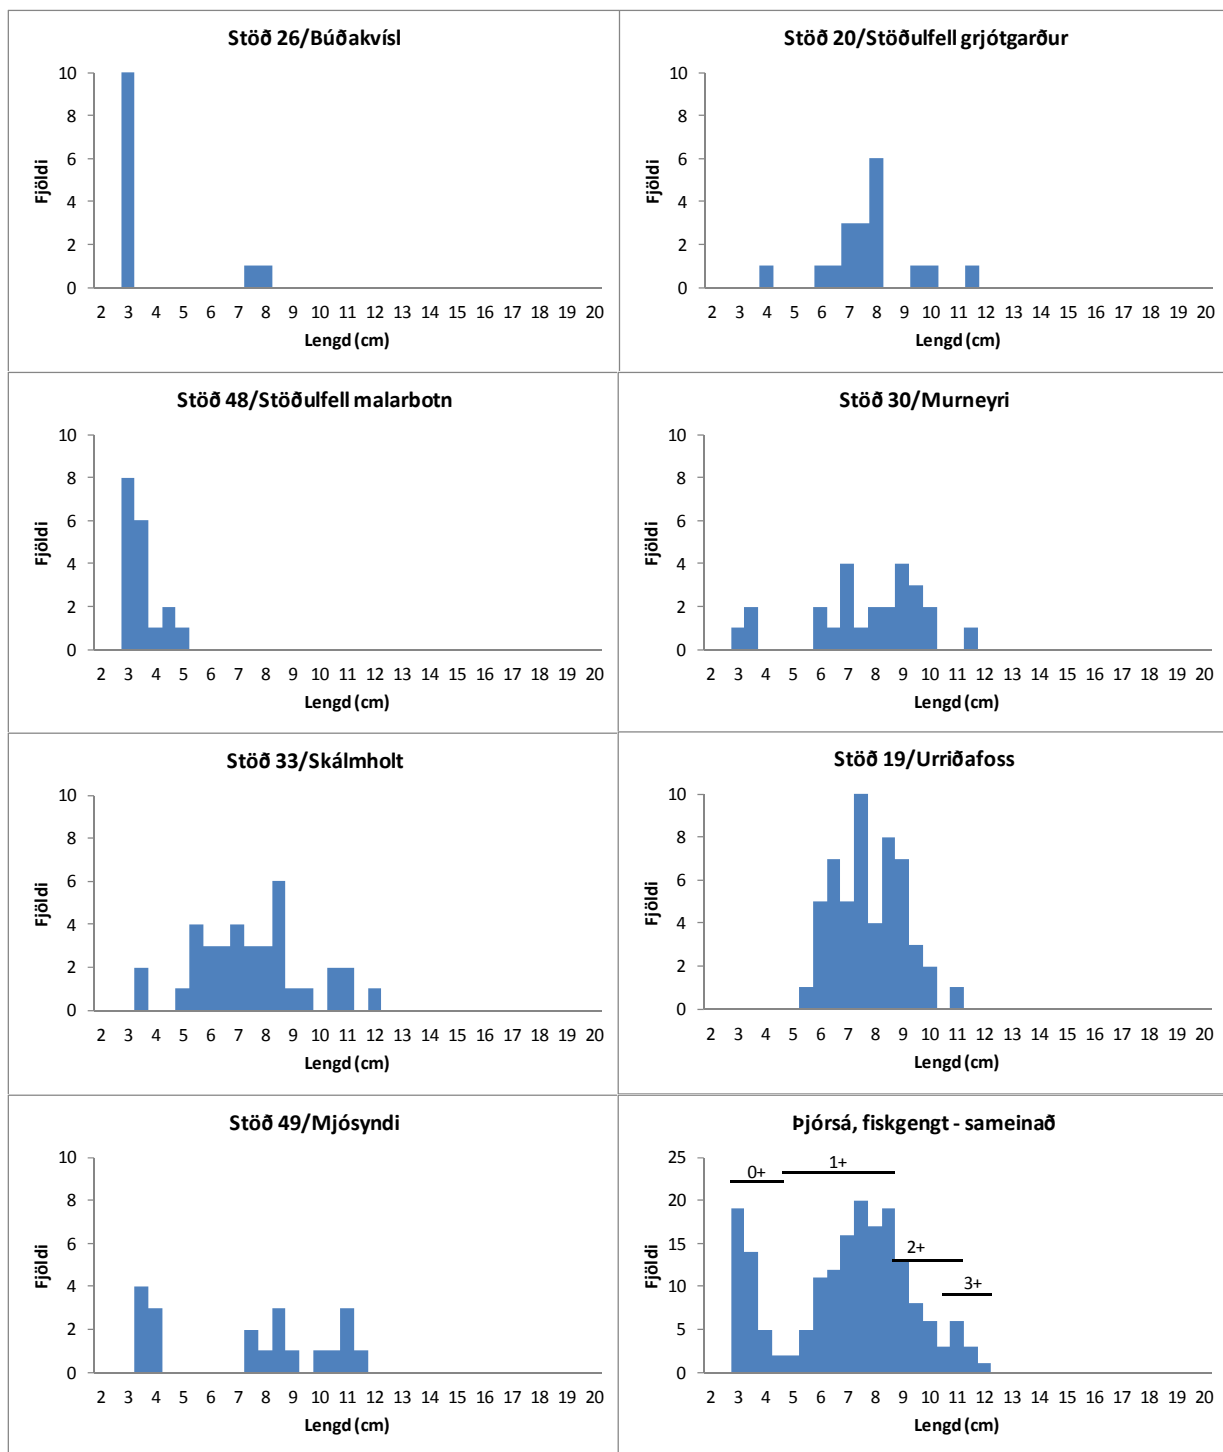 Stöð 26/Búðakvísl
10
8
6
4
2
0
Fjöldi
2 3 4 5 6 7 8 9 10 11 12 13 14 15 16 17 18 19 20
Lengd (cm)
Stöð 20/Stöðulfell grjótgarður
10
8
6
4
2
0
Fjöldi
2 3 4 5 6 7 8 9 10 11 12 13 14 15 16 17 18 19 20
Lengd (cm)
Stöð 48/Stöðulfell malarbotn
10
8
6
4
2
0
Fjöldi
2 3 4 5 6 7 8 9 10 11 12 13 14 15 16 17 18 19 20
Lengd (cm)
Stöð 30/Murneyri
10
8
6
4
2
0
Fjöldi
2 3 4 5 6 7 8 9 10 11 12 13 14 15 16 17 18 19 20
Lengd (cm)
Stöð 33/Skálmholt
10
8
6
4
2
0
Fjöldi
2 3 4 5 6 7 8 9 10 11 12 13 14 15 16 17 18 19 20
Lengd (cm)
Stöð 19/Urriðafoss
10
8
6
4
2
0
Fjöldi
2 3 4 5 6 7 8 9 10 11 12 13 14 15 16 17 18 19 20
Lengd (cm)
Stöð 49/Mjósyndi
10
8
6
4
2
0
Fjöldi
2 3 4 5 6 7 8 9 10 11 12 13 14 15 16 17 18 19 20
Lengd (cm)
Þjórsá, fiskgengt - sameinað
25
20
15
10
5
0
Fjöldi
0+
1+
2+
3+
2 3 4 5 6 7 8 9 10 11 12 13 14 15 16 17 18 19 20
Lengd (cm)